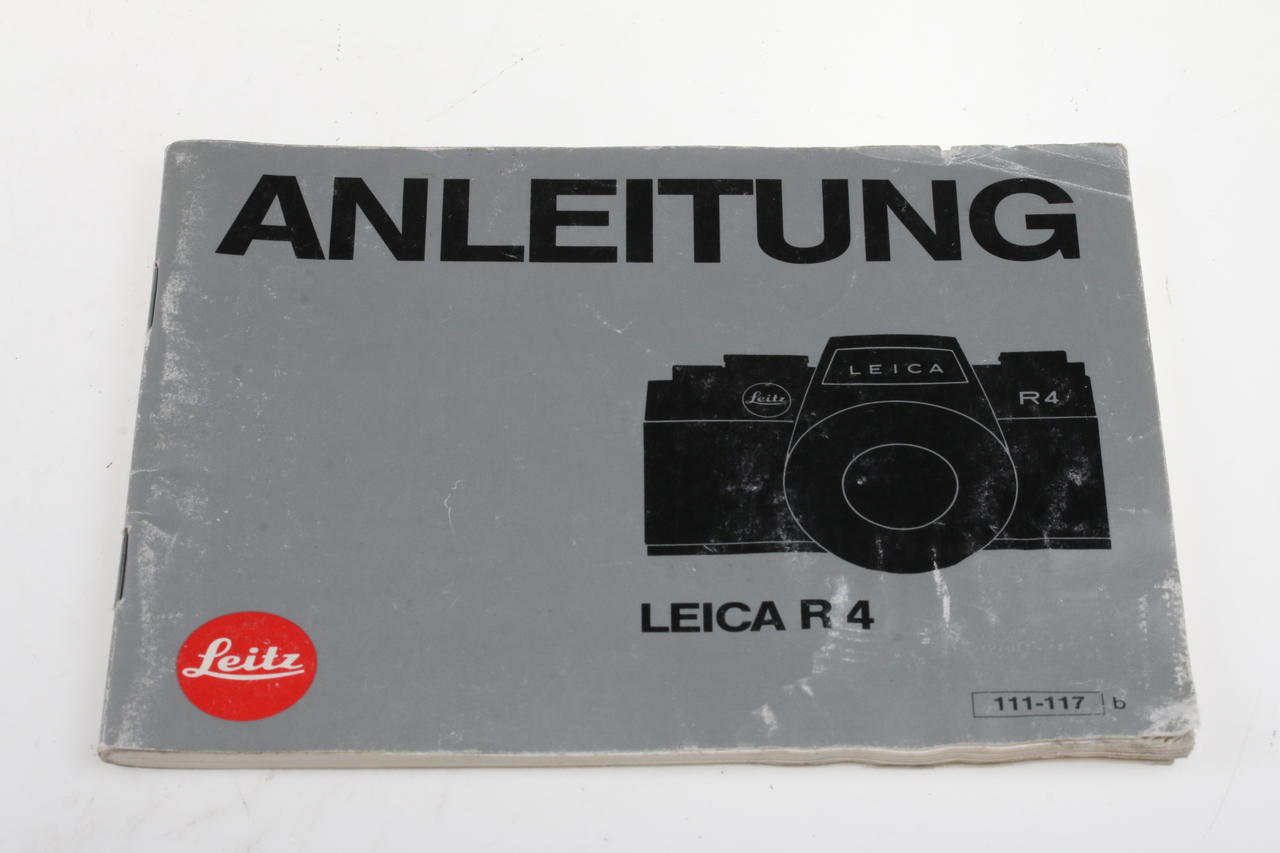 ANLEITUNG
LEICA
Leitz
R4
LEICA R 4
Leitz
111-117 b